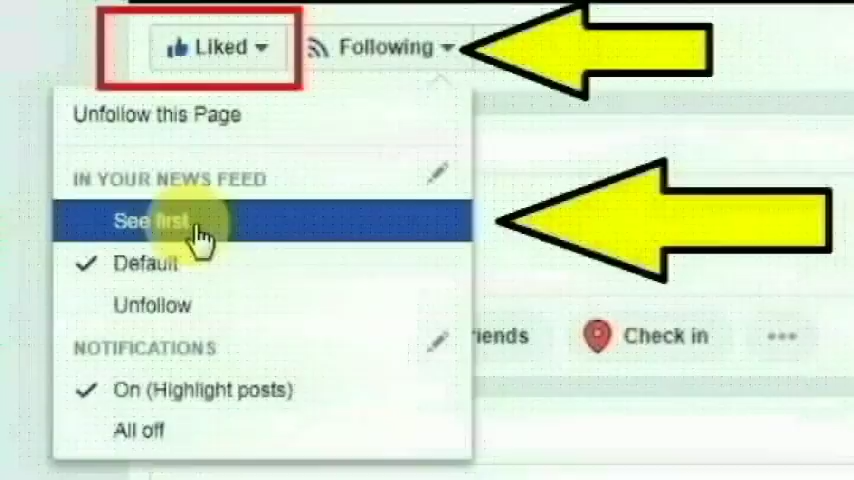 Liked Following
Unfollow this Page
IN YOUR NEWS FEED
See first
Default
Unfollow
riends Check in
NOTIFICATIONS
On (Highlight posts)
All off